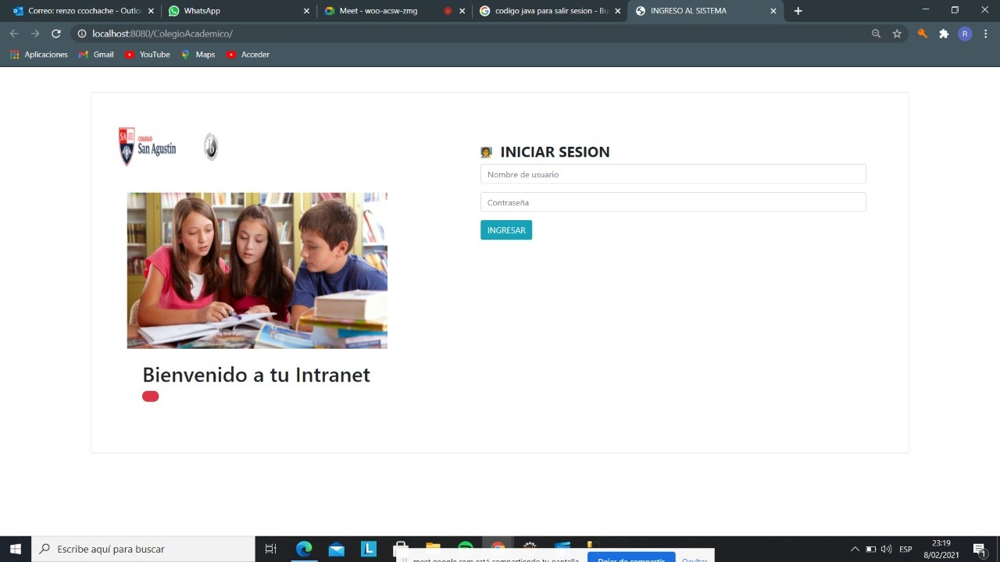 Correo: renzo ccochache - Outlo
WhatsApp
Meet - woo-acsw-zmg
codigo java para salir sesion - Bu
INGRESO AL SISTEMA
localhost:8080/ColegioAcademico/
R
Aplicaciones
Gmail
YouTube
Maps
Acceder
SA
COLEGIO
San Agustín
b
INICIAR SESION
Nombre de usuario
Contraseña
INGRESAR
Bienvenido a tu Intranet
Escribe aquí para buscar
L
meet.google.com está compartiendo tu pantalla.
Dejar de compartir
Ocultar
ESP
23:19
8/02/2021
1